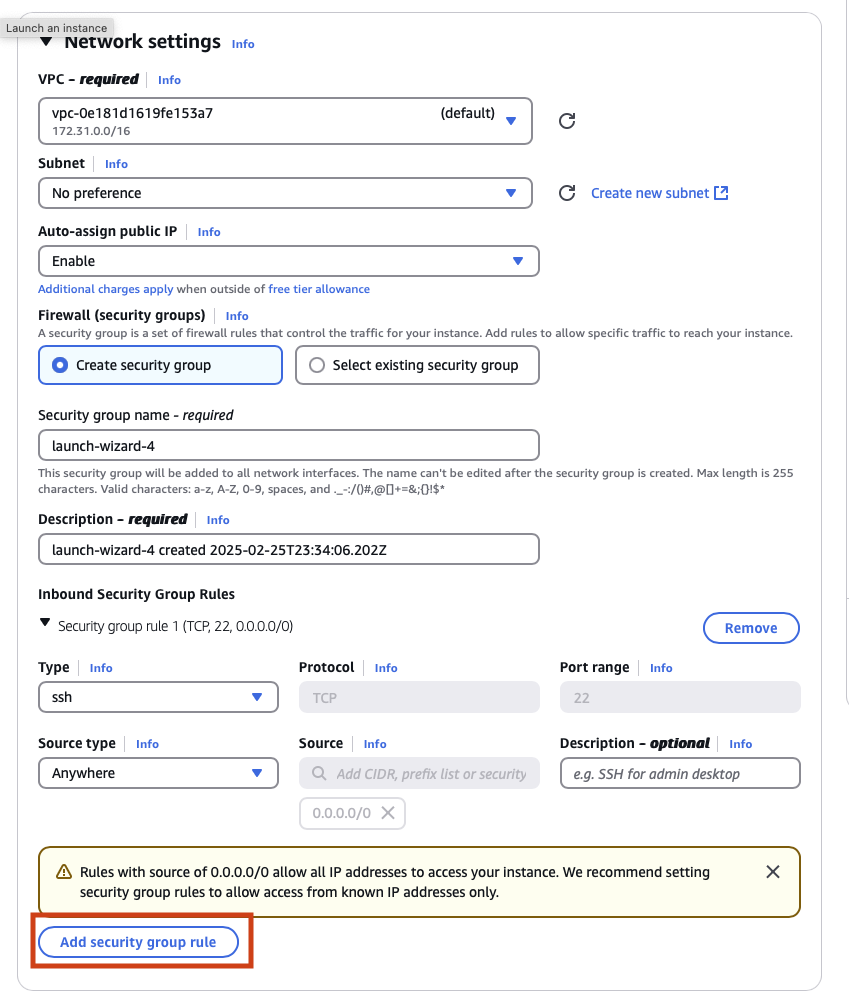 Launch an instance
Network settings Info
VPC – required Info
vpc-0e181d1619fe153a7 (default)
172.31.0.0/16
Subnet Info
No preference
Create new subnet
Auto-assign public IP Info
Enable
Additional charges apply when outside of free tier allowance
Firewall (security groups) Info
A security group is a set of firewall rules that control the traffic for your instance. Add rules to allow specific traffic to reach your instance.
Create security group
Select existing security group
Security group name - required
launch-wizard-4
This security group will be added to all network interfaces. The name can't be edited after the security group is created. Max length is 255
characters. Valid characters: a-z, A-Z, 0-9, spaces, and ._-:/()#,@[]+=&;{}!$*
Description – required Info
launch-wizard-4 created 2025-02-25T23:34:06.202Z
Inbound Security Group Rules
Security group rule 1 (TCP, 22, 0.0.0.0/0)
Remove
Type Info
Protocol Info
Port range Info
ssh
TCP
22
Source type Info
Source Info
Description – optional Info
Anywhere
Add CIDR, prefix list or security
e.g. SSH for admin desktop
0.0.0.0/0
Rules with source of 0.0.0.0/0 allow all IP addresses to access your instance. We recommend setting
security group rules to allow access from known IP addresses only.
Add security group rule